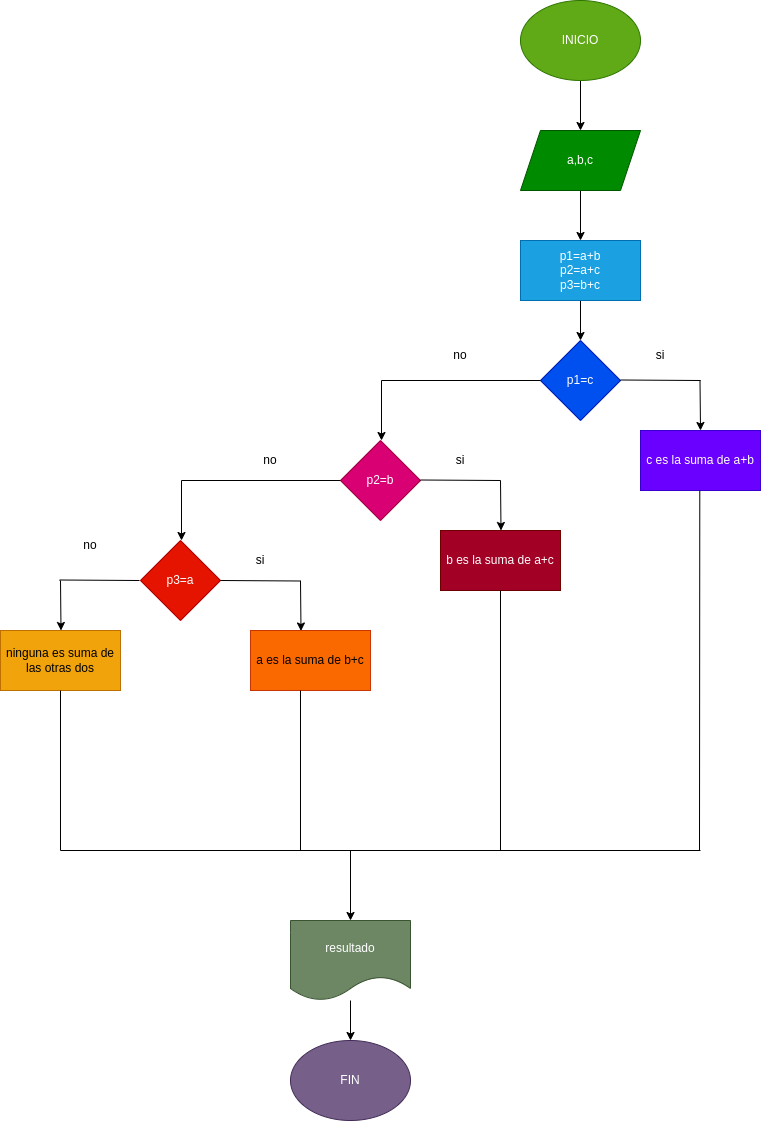 INICIO
a,b,c
p1=a+b
p2=a+c
p3=b+c
no
si
p1=c
c es la suma de a+b
no
si
p2=b
no
si
p3=a
b es la suma de a+c
ninguna es suma de
las otras dos
a es la suma de b+c
resultado
FIN